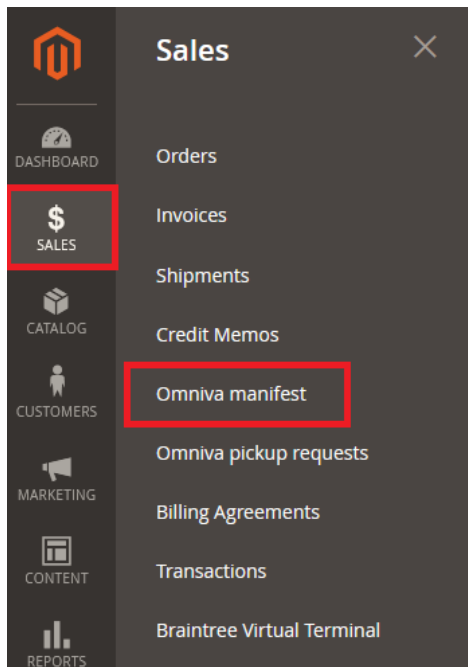 DASHBOARD
$
SALES
CATALOG
CUSTOMERS
MARKETING
CONTENT
REPORTS
Sales
Orders
Invoices
Shipments
Credit Memos
Omniva manifest
Omniva pickup requests
Billing Agreements
Transactions
Braintree Virtual Terminal